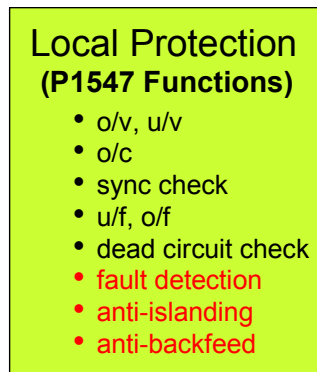 Local Protection
(P1547 Functions)
• o/v, u/v
• o/c
• sync check
• u/f, o/f
• dead circuit check
• fault detection
• anti-islanding
• anti-backfeed